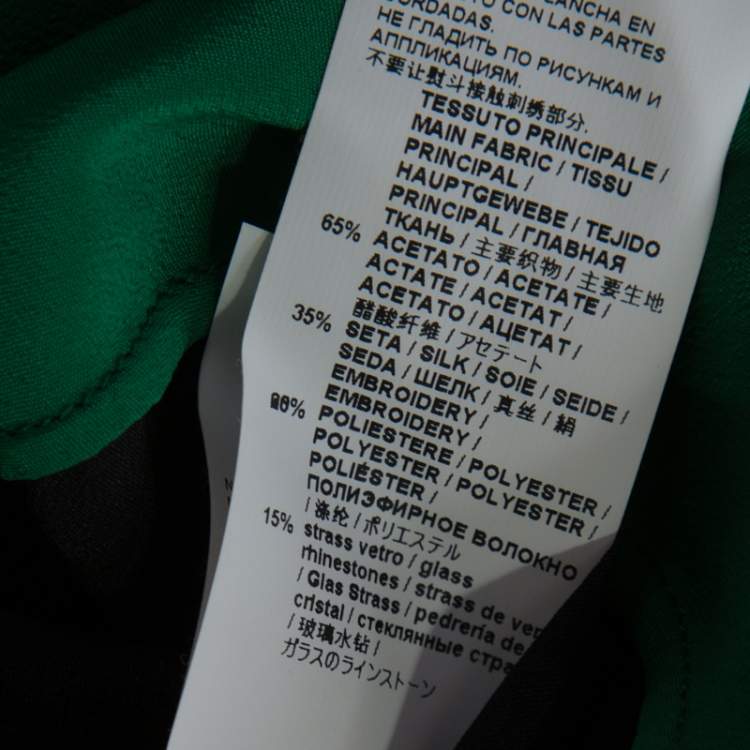 LANCHA EN
TO CON LAS PARTES
BORDADAS.
НЕ ГЛАДИТЬ ПО РИСУНКАМ И
АППЛИКАЦИЯМ.
不要让熨斗接触刺绣部分.
TESSUTO PRINCIPALE /
MAIN FABRIC / TISSU
PRINCIPAL /
HAUPTGEWEBE / TEJIDO
PRINCIPAL / ГЛАВНАЯ
ТКАНЬ / 主要织物 / 主要生地
65% ACETATO / ACETATE /
ACTATE / ACETAT /
ACETATO / АЦЕТАТ /
醋酸纤维 / アセテート
35% SETA / SILK / SOIE / SEIDE /
SEDA / ШЕЛК / 真丝 / 絹
EMBROIDERY /
EMBROIDERY /
POLIESTERE / POLYESTER /
POLYESTER / POLYESTER /
POLIÉSTER /
ПОЛИЭФИРНОЕ ВОЛОКНО
/ 涤纶 / ポリエステル
15% strass vetro / glass
rhinestones / strass de
/ Glas Strass / pedrería de
cristal / стеклянные
/ 玻璃水钻 /
ガラスのラインストーン